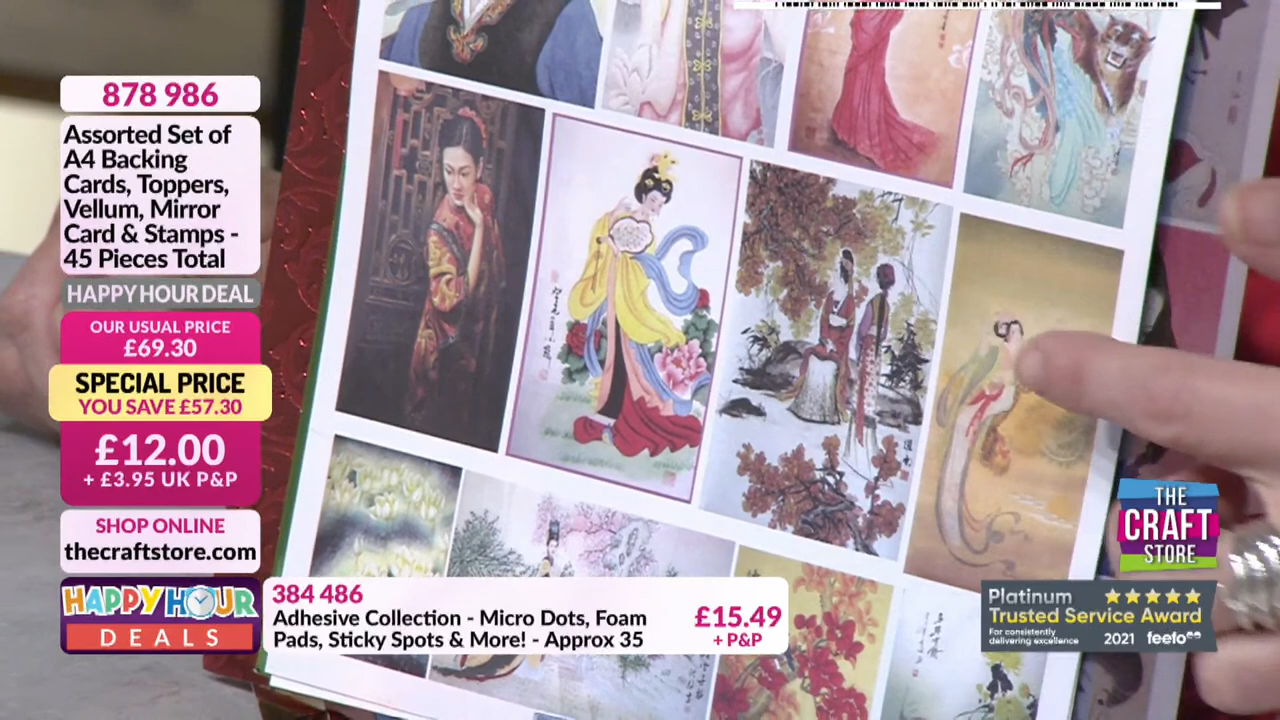 878 986
Assorted Set of
A4 Backing
Cards, Toppers,
Vellum, Mirror
Card & Stamps -
45 Pieces Total
HAPPY HOUR DEAL
OUR USUAL PRICE
£69.30
SPECIAL PRICE
YOU SAVE £57.30
£12.00
+ £3.95 UK P&P
SHOP ONLINE
thecraftstore.com
HAPPY HOUR
DEALS
384 486
Adhesive Collection - Micro Dots, Foam
Pads, Sticky Spots & More! - Approx 35
£15.49
+ P&P
THE
CRAFT
STORE
Platinum
Trusted Service Award
For consistently
delivering excellence
2021 feefo